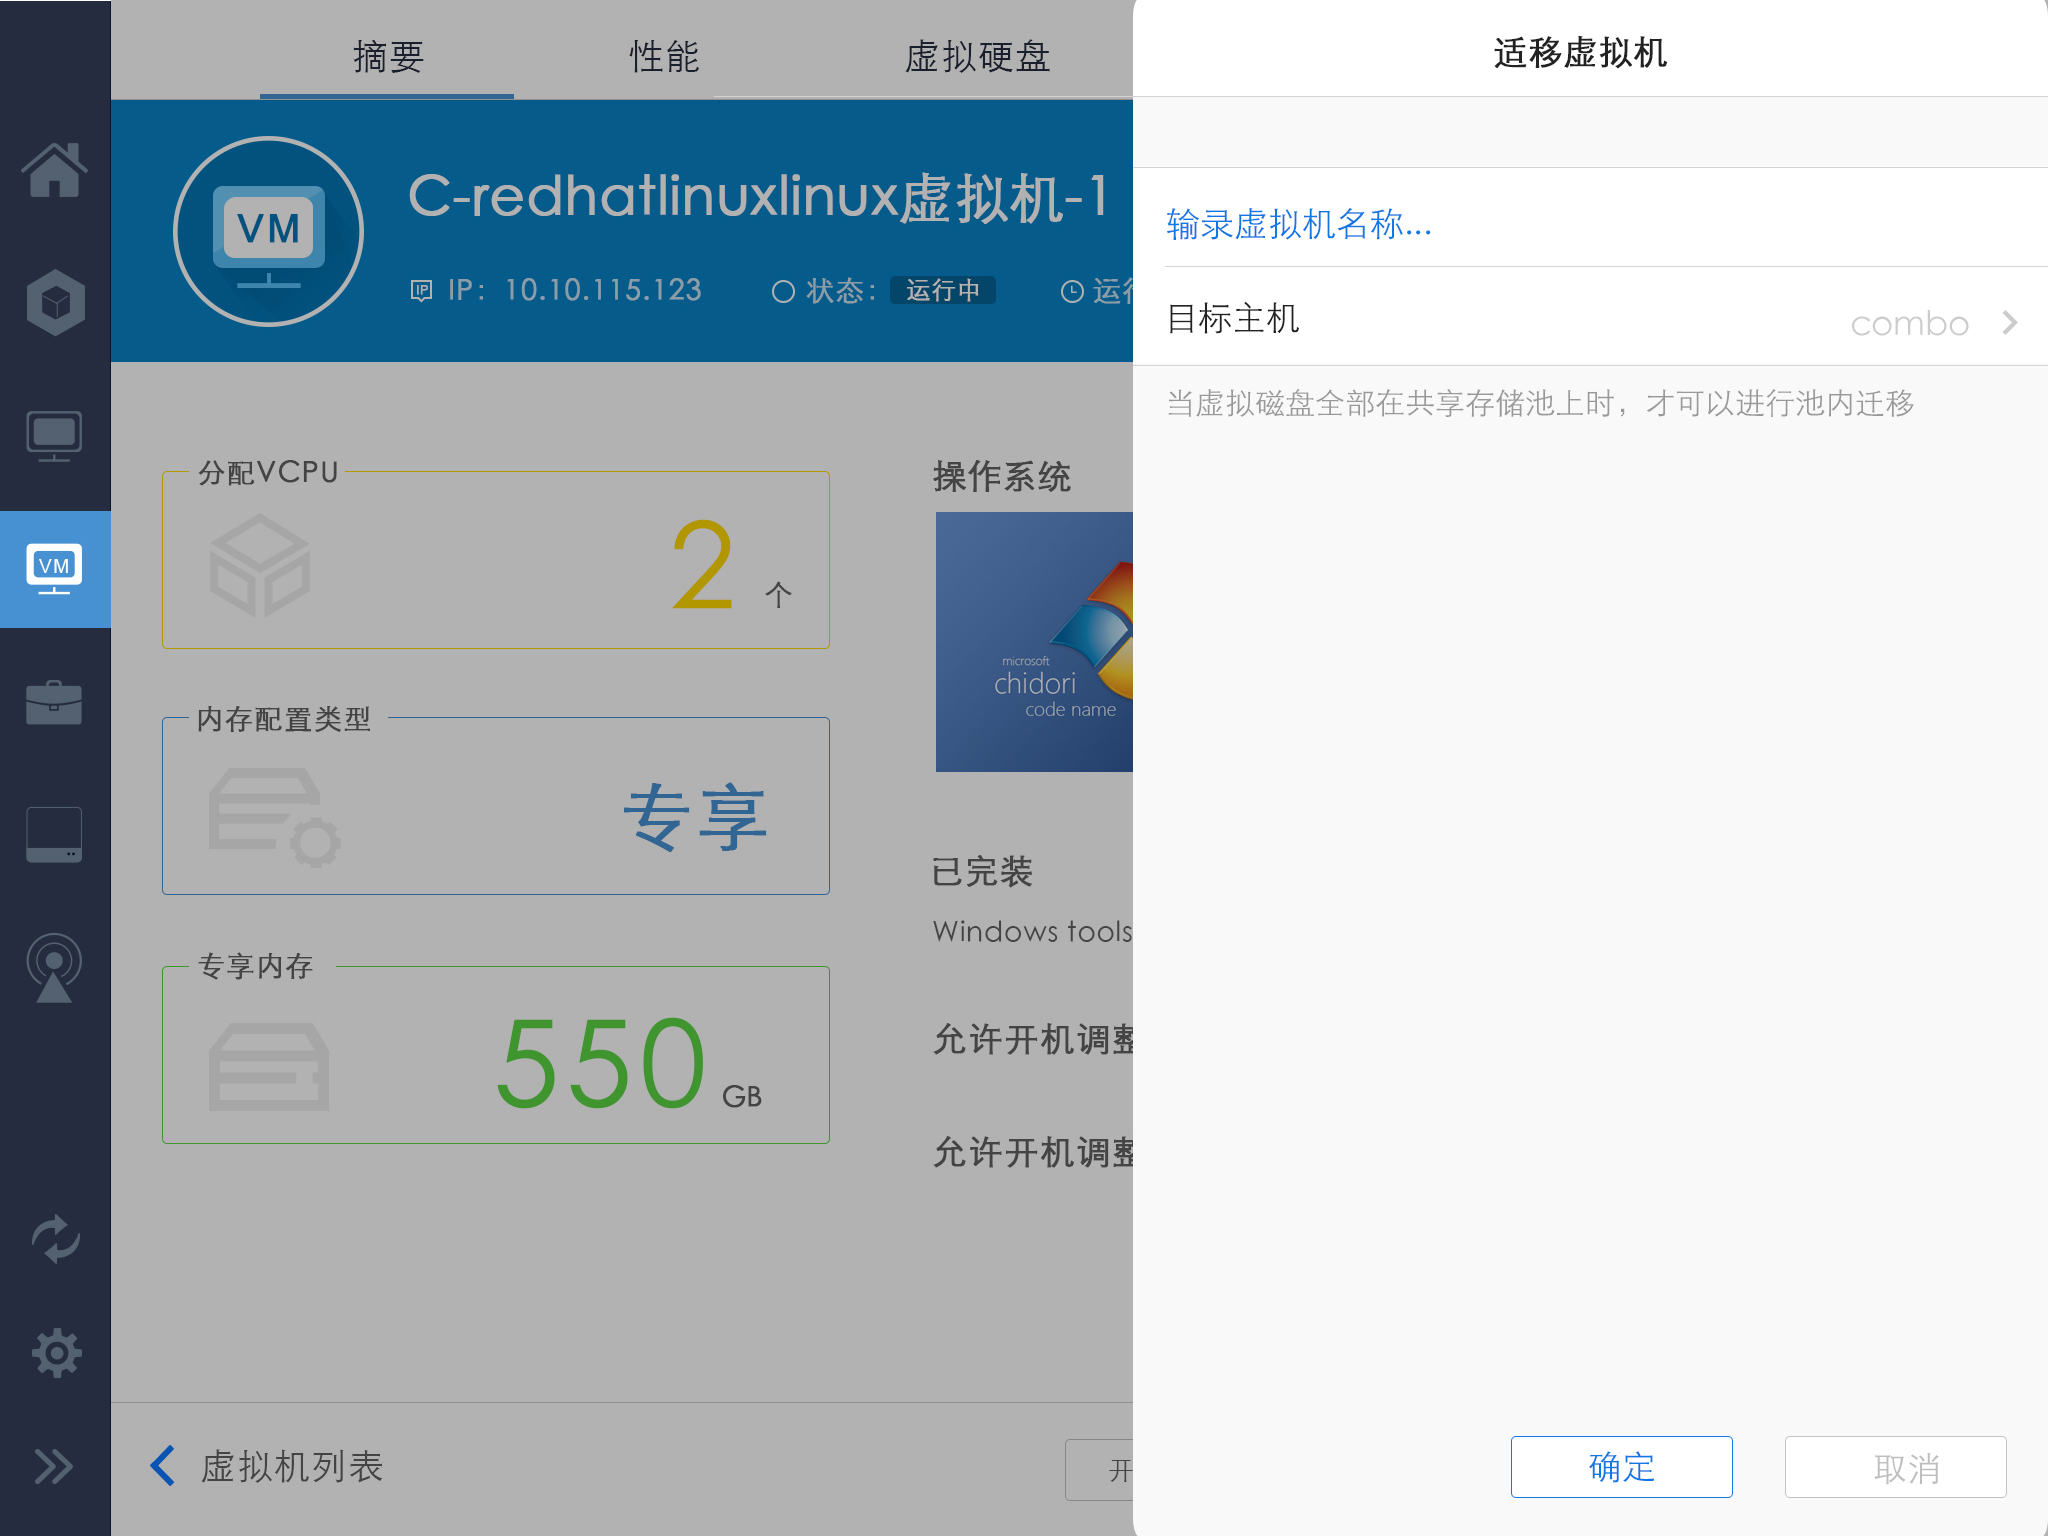 摘要
性能
虚拟硬盘
VM
C-redhatlinuxlinux虚拟机-1
IP
IP： 10.10.115.123
状态：
运行中
运行
VM
分配VCPU
2 个
内存配置类型
专享
专享内存
550 GB
操作系统
microsoft
chidori
code name
已完装
Windows tools
允许开机调整
允许开机调整
虚拟机列表
开
适移虚拟机
输录虚拟机名称...
目标主机
combo
当虚拟磁盘全部在共享存储池上时，才可以进行池内迁移
确定
取消